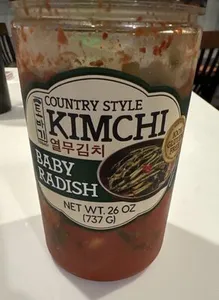 COUNTRY STYLE
KIMCHI
열무김치
BABY
RADISH
NET WT. 26 OZ
(737 G)